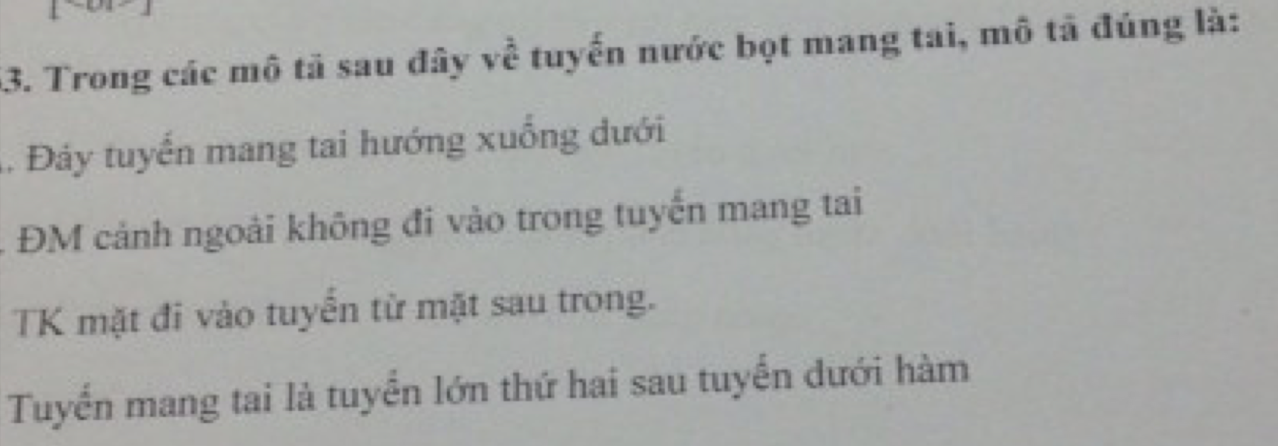 3. Trong các mô tả sau đây về tuyến nước bọt mang tai, mô tả đúng là:
. Đáy tuyến mang tai hướng xuống dưới
. ĐM cảnh ngoài không đi vào trong tuyến mang tai
TK mặt đi vào tuyến từ mặt sau trong.
Tuyến mang tai là tuyến lớn thứ hai sau tuyến dưới hàm